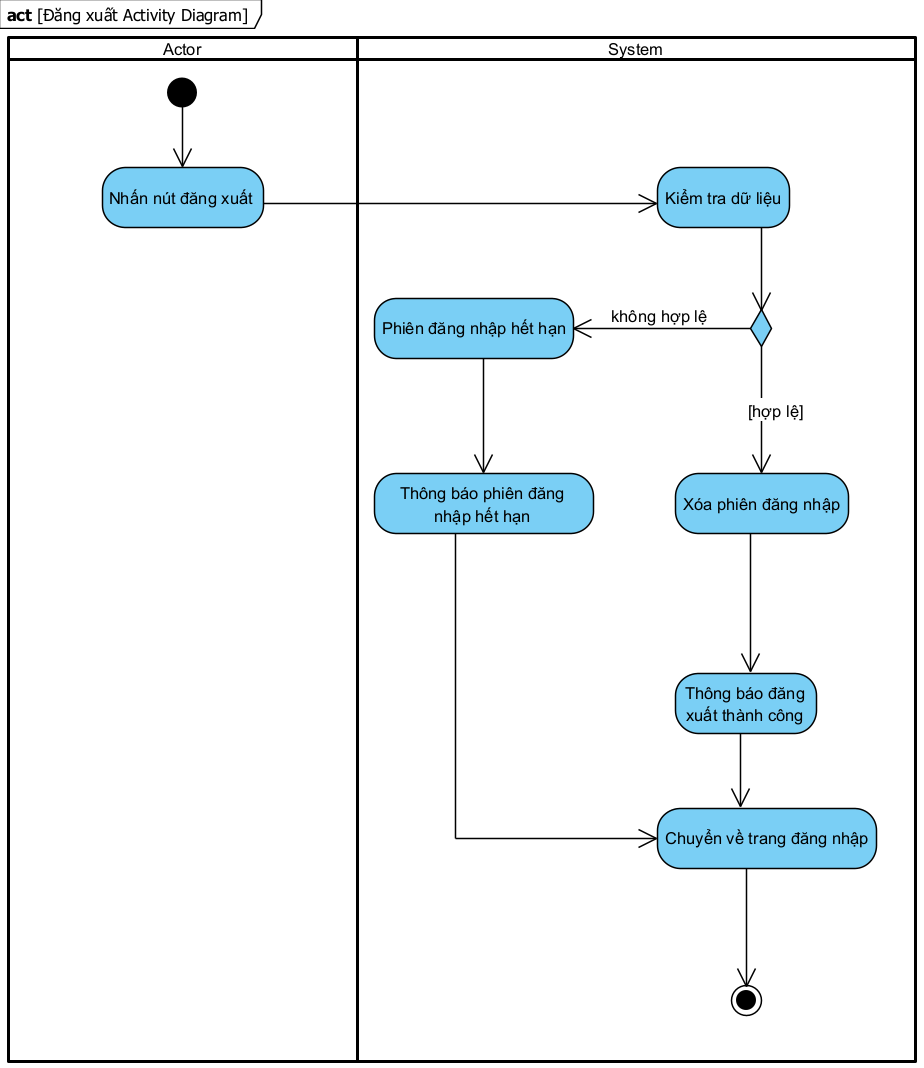 act [Đăng xuất Activity Diagram]
Actor
System
Nhấn nút đăng xuất
Kiểm tra dữ liệu
không hợp lệ
Phiên đăng nhập hết hạn
[hợp lệ]
Thông báo phiên đăng
nhập hết hạn
Xóa phiên đăng nhập
Thông báo đăng
xuất thành công
Chuyển về trang đăng nhập